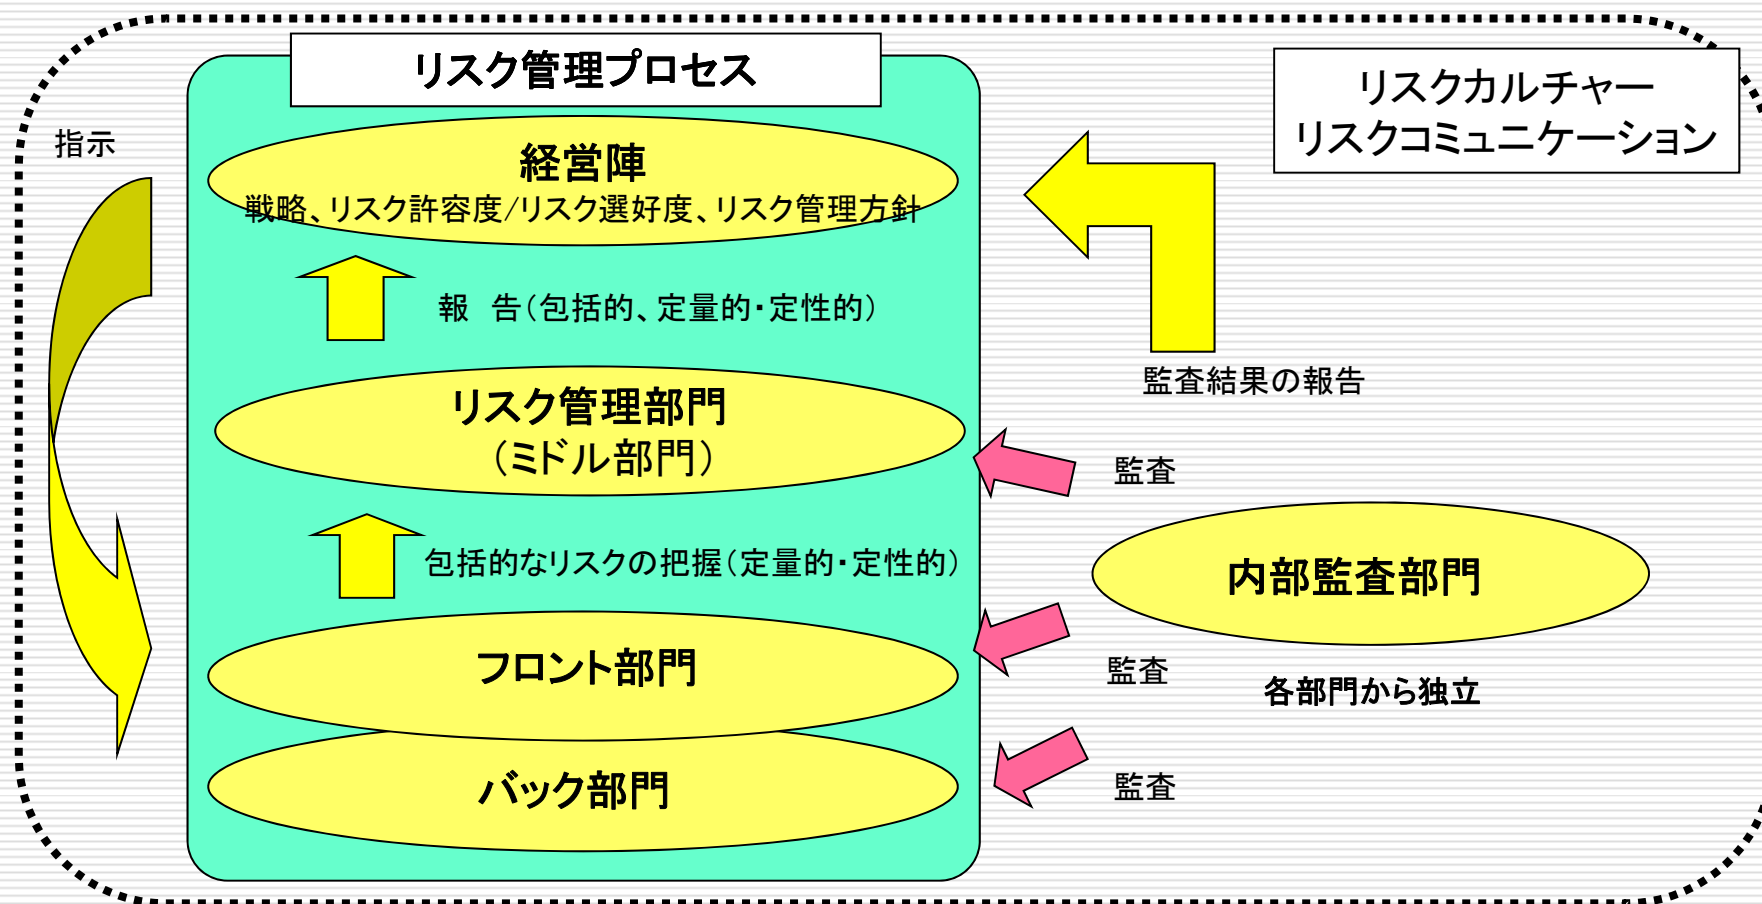 リスク管理プロセス
リスクカルチャー
リスクコミュニケーション
指示
経営陣
戦略、リスク許容度/リスク選好度、リスク管理方針
報　告(包括的、定量的・定性的)
監査結果の報告
リスク管理部門
(ミドル部門)
監査
包括的なリスクの把握(定量的・定性的)
内部監査部門
フロント部門
監査
各部門から独立
バック部門
監査